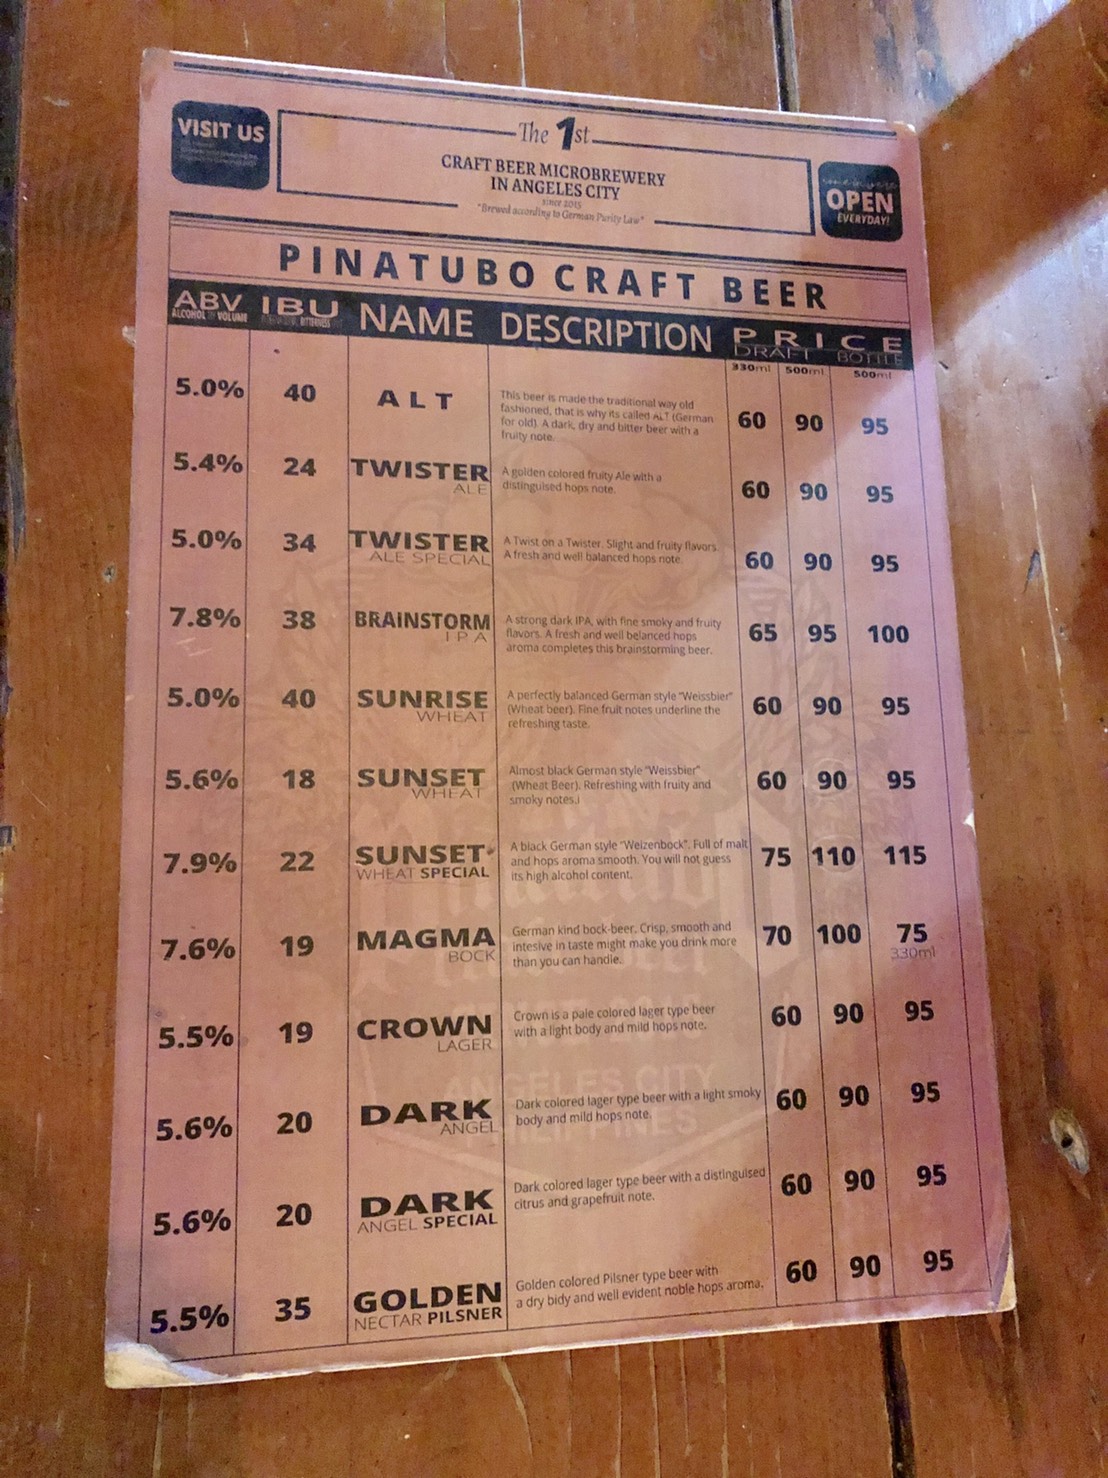 VISIT US
The 1st
CRAFT BEER MICROBREWERY
IN ANGELES CITY
since 2015
"Brewed according to German Purity Law"
OPEN
EVERYDAY!
PINATUBO CRAFT BEER
ABV IBU NAME DESCRIPTION PRICE
ALCOHOL VOLUME BITTERNESS DRAFT BOTTLE
330ml 500ml 500ml
5.0% 40 ALT
This beer is made the traditional way old
fashioned, that is why its called ALT (German
for old). A dark, dry and bitter beer with a
fruity note.
60 90 95
5.4% 24 TWISTER
ALE
A golden colored fruity Ale with a
distinguised hops note.
60 90 95
5.0% 34 TWISTER
ALE SPECIAL
A Twist on a Twister. Slight and fruity flavors.
A fresh and well balanced hops note.
60 90 95
7.8% 38 BRAINSTORM
IPA
A strong dark IPA, with fine smoky and fruity
flavors. A fresh and well belanced hops
aroma completes this brainstorming beer.
65 95 100
5.0% 40 SUNRISE
WHEAT
A perfectly balanced German style "Weissbier"
(Wheat beer). Fine fruit notes underline the
refreshing taste.
60 90 95
5.6% 18 SUNSET
WHEAT
Almost black German style "Weissbier"
(Wheat Beer). Refreshing with fruity and
smoky notes.i
60 90 95
7.9% 22 SUNSET
WHEAT SPECIAL
A black German style "Weizenbock". Full of malt
and hops aroma smooth. You will not guess
its high alcohol content.
75 110 115
7.6% 19 MAGMA
BOCK
German kind bock-beer. Crisp, smooth and
intesive in taste might make you drink more
than you can handle.
70 100 75
330ml
5.5% 19 CROWN
LAGER
Crown is a pale colored lager type beer
with a light body and mild hops note.
60 90 95
5.6% 20 DARK
ANGEL
Dark colored lager type beer with a light smoky
body and mild hops note.
60 90 95
5.6% 20 DARK
ANGEL SPECIAL
Dark colored lager type beer with a distinguised
citrus and grapefruit note.
60 90 95
5.5% 35 GOLDEN
NECTAR PILSNER
Golden colored Pilsner type beer with
a dry bidy and well evident noble hops aroma.
60 90 95
ANGELES CITY